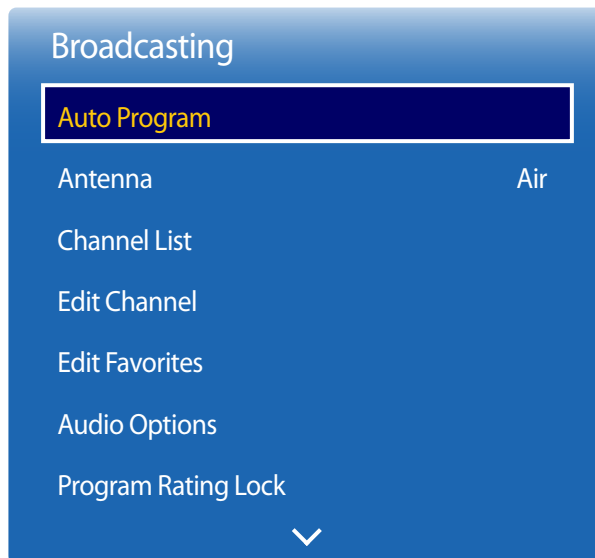 Broadcasting
Auto Program
Antenna Air
Channel List
Edit Channel
Edit Favorites
Audio Options
Program Rating Lock